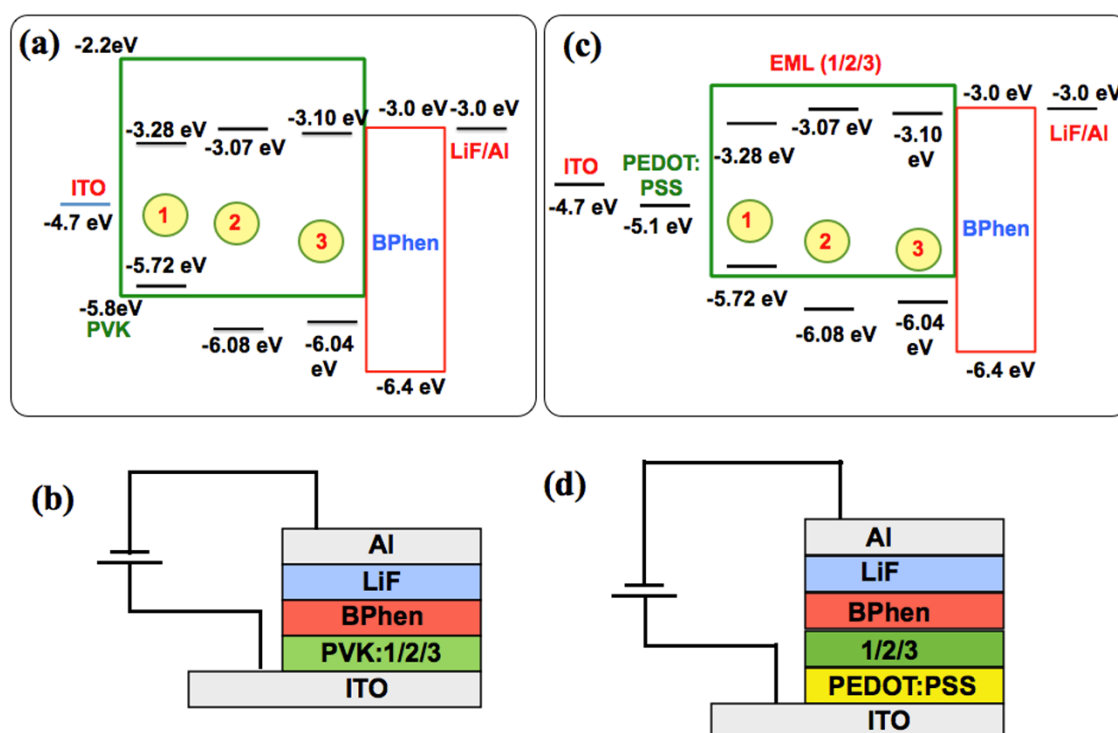 (a)
-2.2eV
-3.28 eV
-3.07 eV
-3.10 eV
-3.0 eV
-3.0 eV
LiF/Al
ITO
-4.7 eV
1
2
3
BPhen
-5.72 eV
-5.8eV
PVK
-6.08 eV
-6.04
eV
-6.4 eV
(c)
EML (1/2/3)
-3.0 eV
-3.0 eV
-3.07 eV
-3.10
eV
-3.28 eV
LiF/Al
ITO
-4.7 eV
PEDOT:
PSS
-5.1 eV
1
2
3
BPhen
-5.72 eV
-6.08 eV
-6.04
eV
-6.4 eV
(b)
Al
LiF
BPhen
PVK:1/2/3
ITO
(d)
Al
LiF
BPhen
1/2/3
PEDOT:PSS
ITO